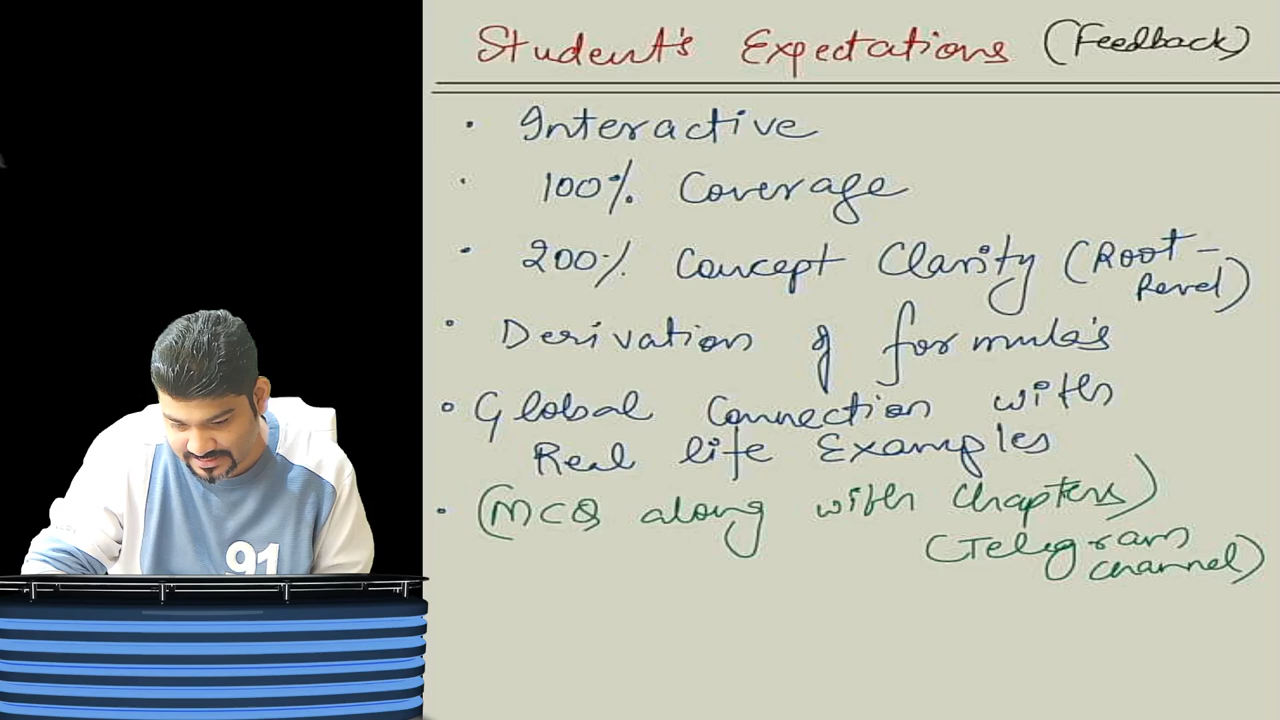 Student's Expectations (Feedback)
• Interactive
• 100% Coverage
• 200% Concept Clarity (Root-
Level)
• Derivation of formula's
• Global Connection with
Real life Examples
• (MCQ along with Chapters)
(Telegram
channel)
91